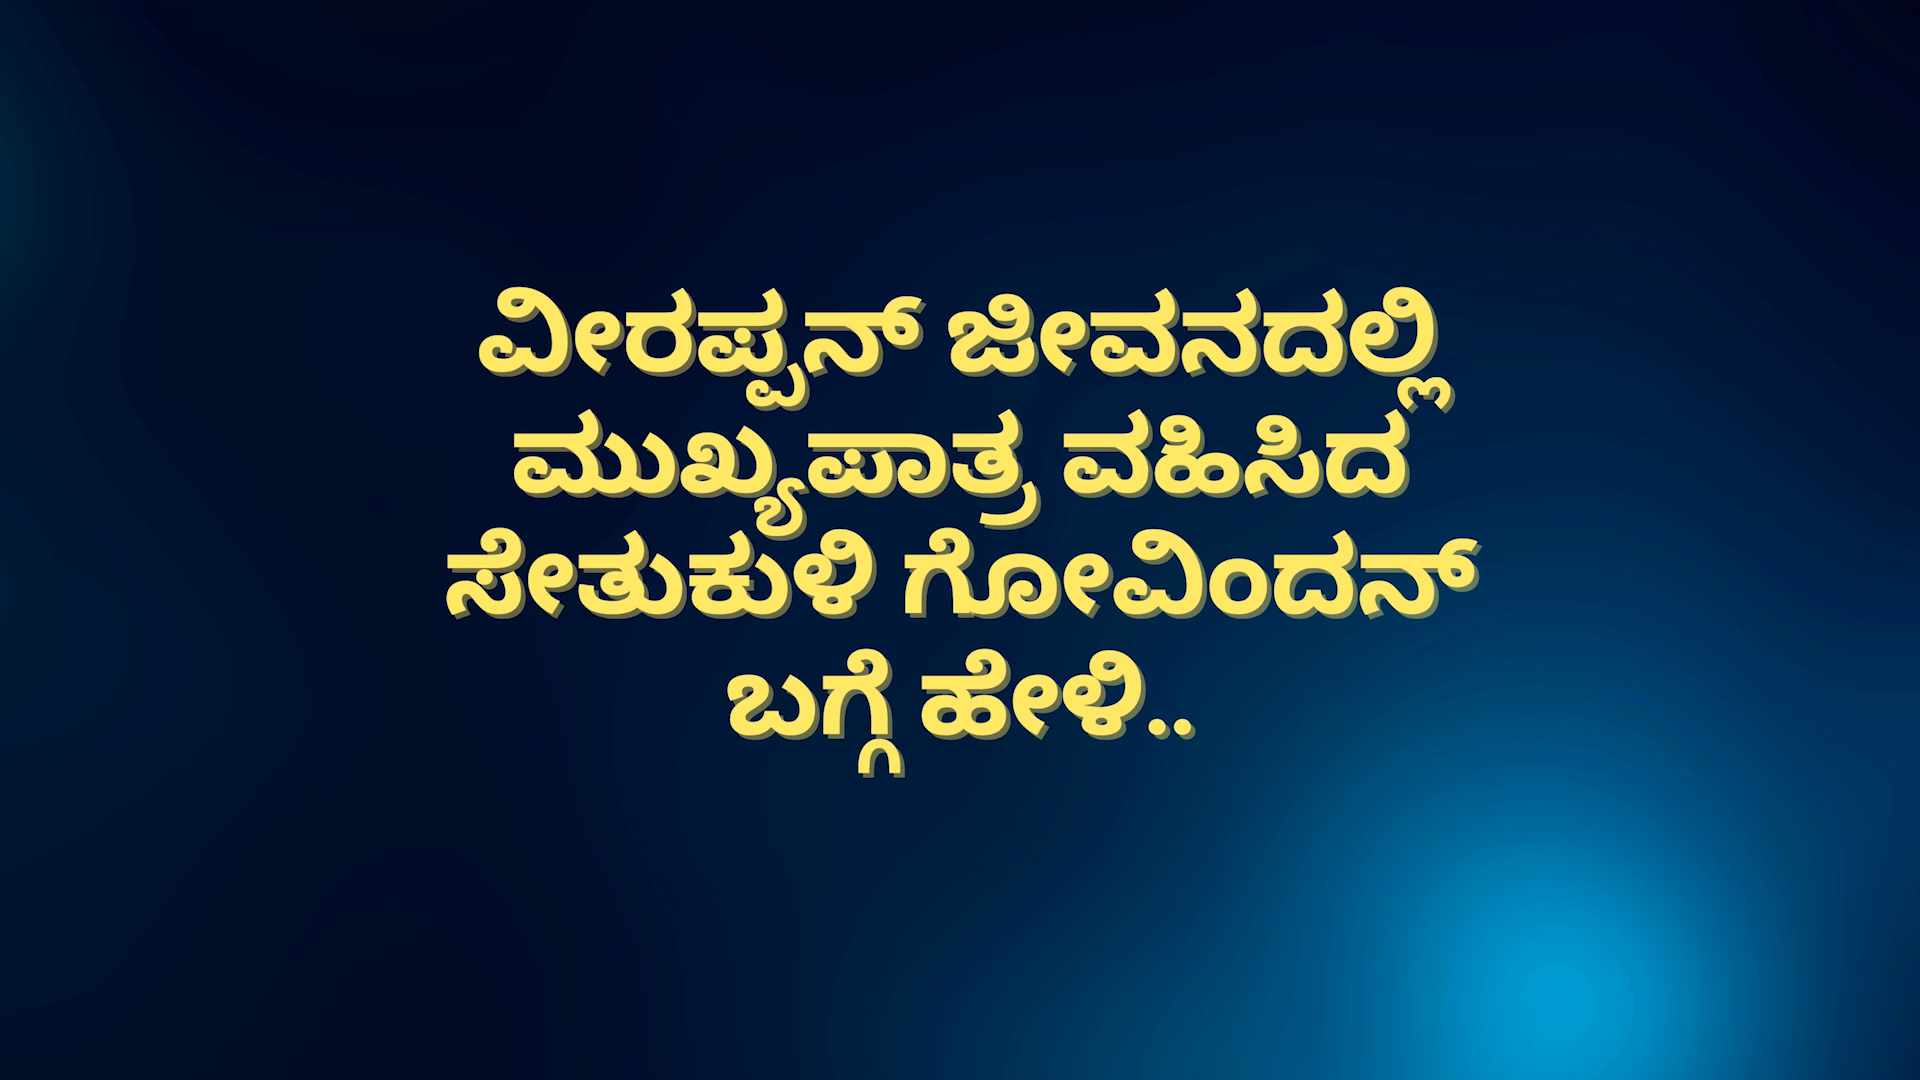 ವೀರಪ್ಪನ್ ಜೀವನದಲ್ಲಿ
ಮುಖ್ಯಪಾತ್ರ ವಹಿಸಿದ
ಸೇತುಕುಳಿ ಗೋವಿಂದನ್
ಬಗ್ಗೆ ಹೇಳಿ..